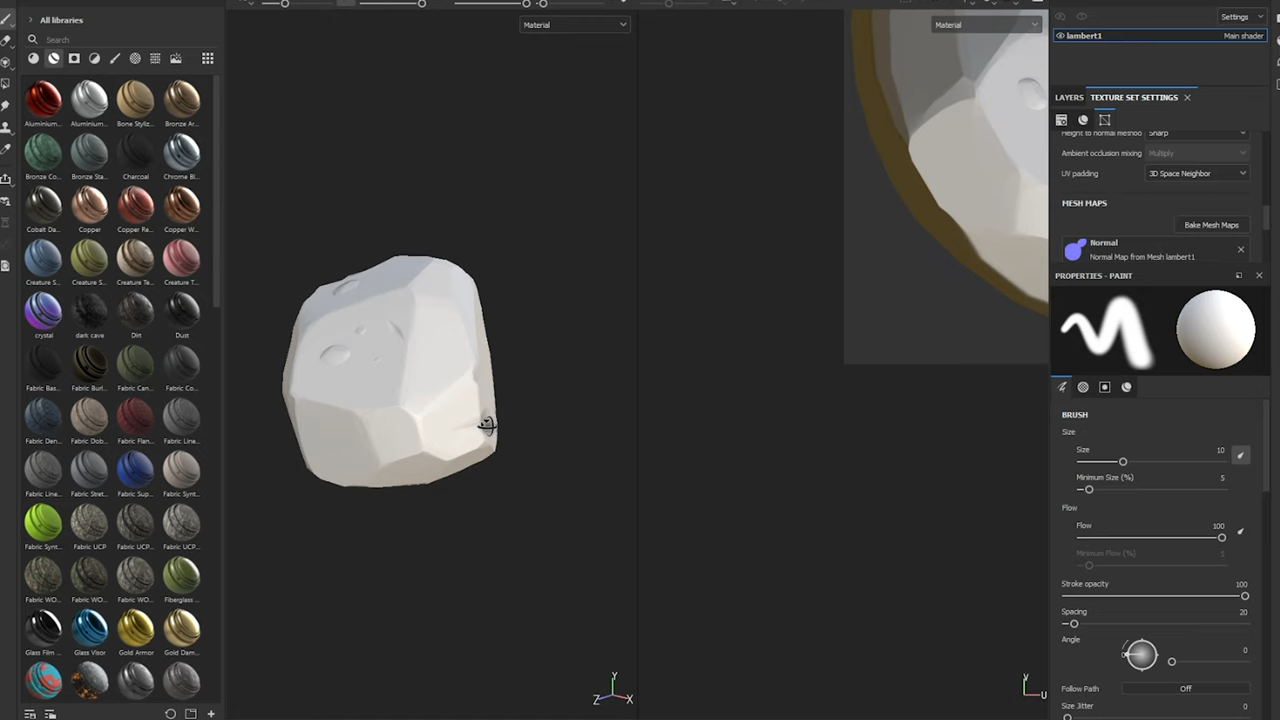 All libraries
Search
Aluminium... Aluminium... Bone Styliz... Bronze Ar...
Bronze Co... Bronze Sta... Charcoal Chrome Bl...
Cobalt Da... Copper Copper Re... Copper W...
Creature S... Creature S... Creature Te... Creature T...
crystal dark cave Dirt Dust
Fabric Bas... Fabric Burl... Fabric Can... Fabric Co...
Fabric Den... Fabric Dob... Fabric Flan... Fabric Line...
Fabric Line... Fabric Stret... Fabric Sup... Fabric Synt...
Fabric Synt... Fabric UCP Fabric UCP... Fabric UCP...
Fabric WO... Fabric WO... Fabric WO... Fiberglass ...
Glass Film ... Glass Visor Gold Armor Gold Dam...
Material
Y
Z X
Material
U
Settings
lambert1 Main shader
LAYERS TEXTURE SET SETTINGS
Height to normal method Sharp
Ambient occlusion mixing Multiply
UV padding 3D Space Neighbor
MESH MAPS
Bake Mesh Maps
Normal
Normal Map from Mesh lambert1
PROPERTIES - PAINT
BRUSH
Size
Size 10
Minimum Size (%) 5
Flow
Flow 100
Minimum Flow (%) 5
Stroke opacity 100
Spacing 20
Angle 0
Follow Path Off
Size Jitter 0